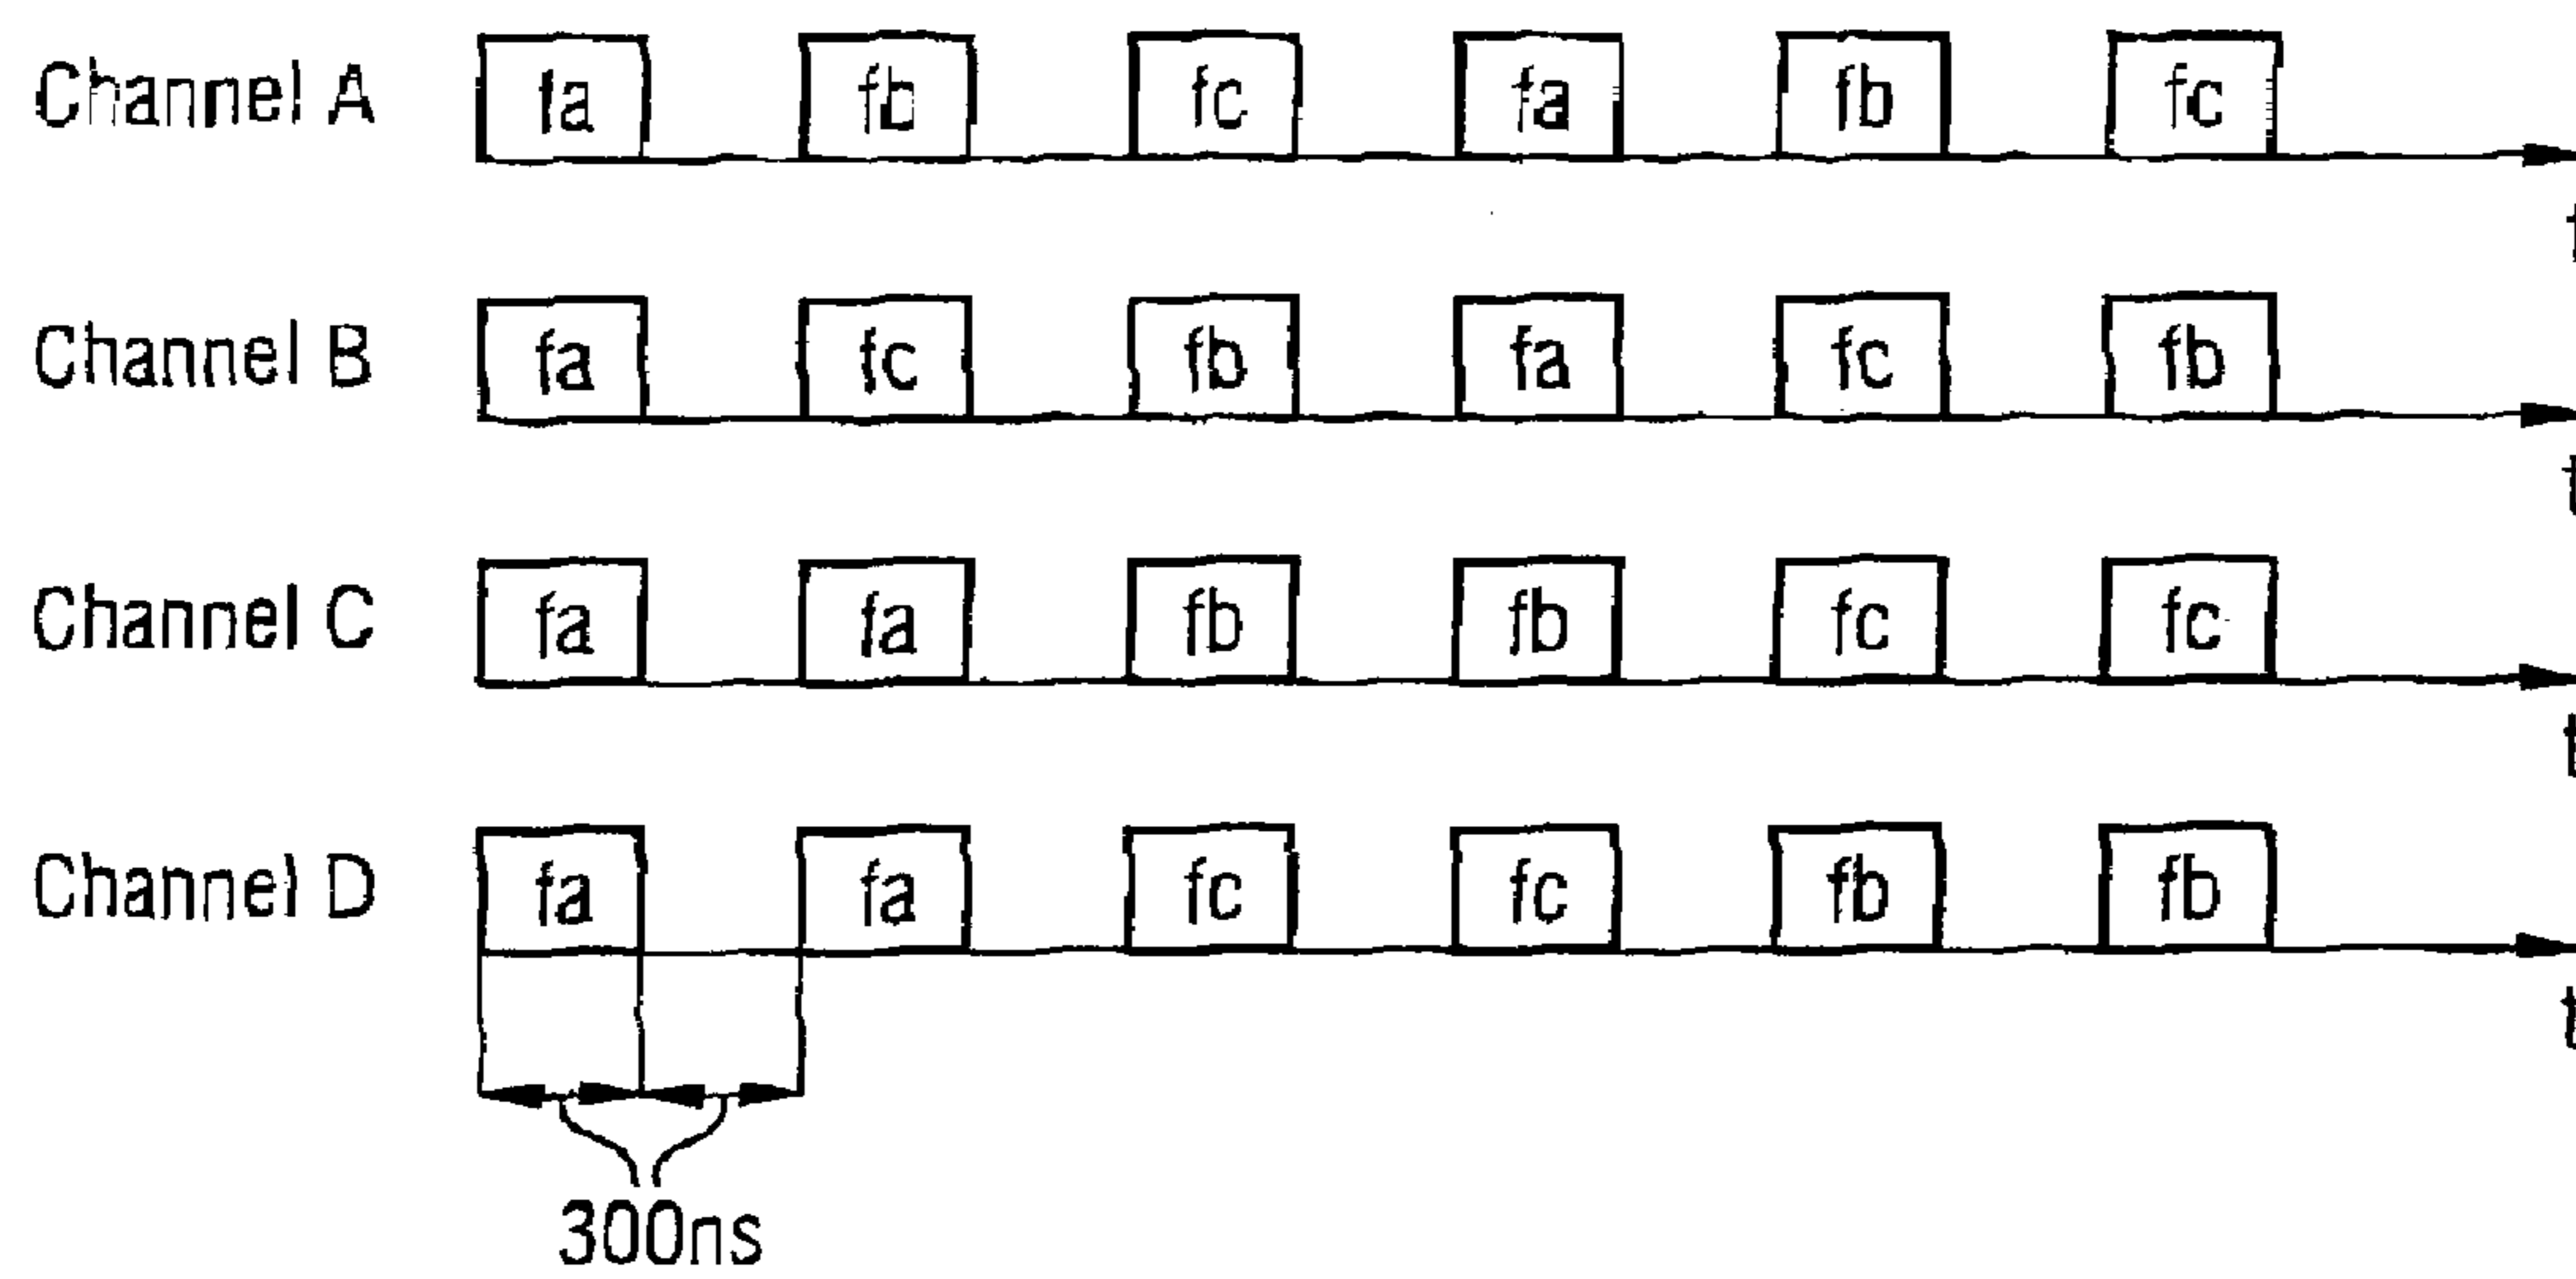 Channel A fa fb fc fa fb fc
t
Channel B fa fc fb fa fc fb
t
Channel C fa fa fb fb fc fc
t
Channel D fa fa fc fc fb fb
t
300ns